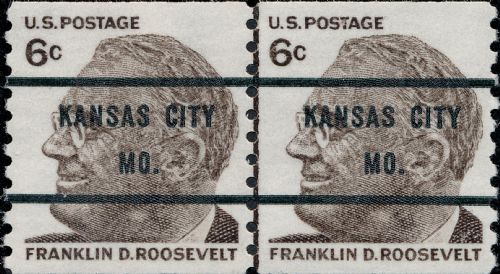 U.S. POSTAGE
6c
KANSAS CITY
MO.
FRANKLIN D. ROOSEVELT
U.S. POSTAGE
6c
KANSAS CITY
MO.
FRANKLIN D. ROOSEVELT